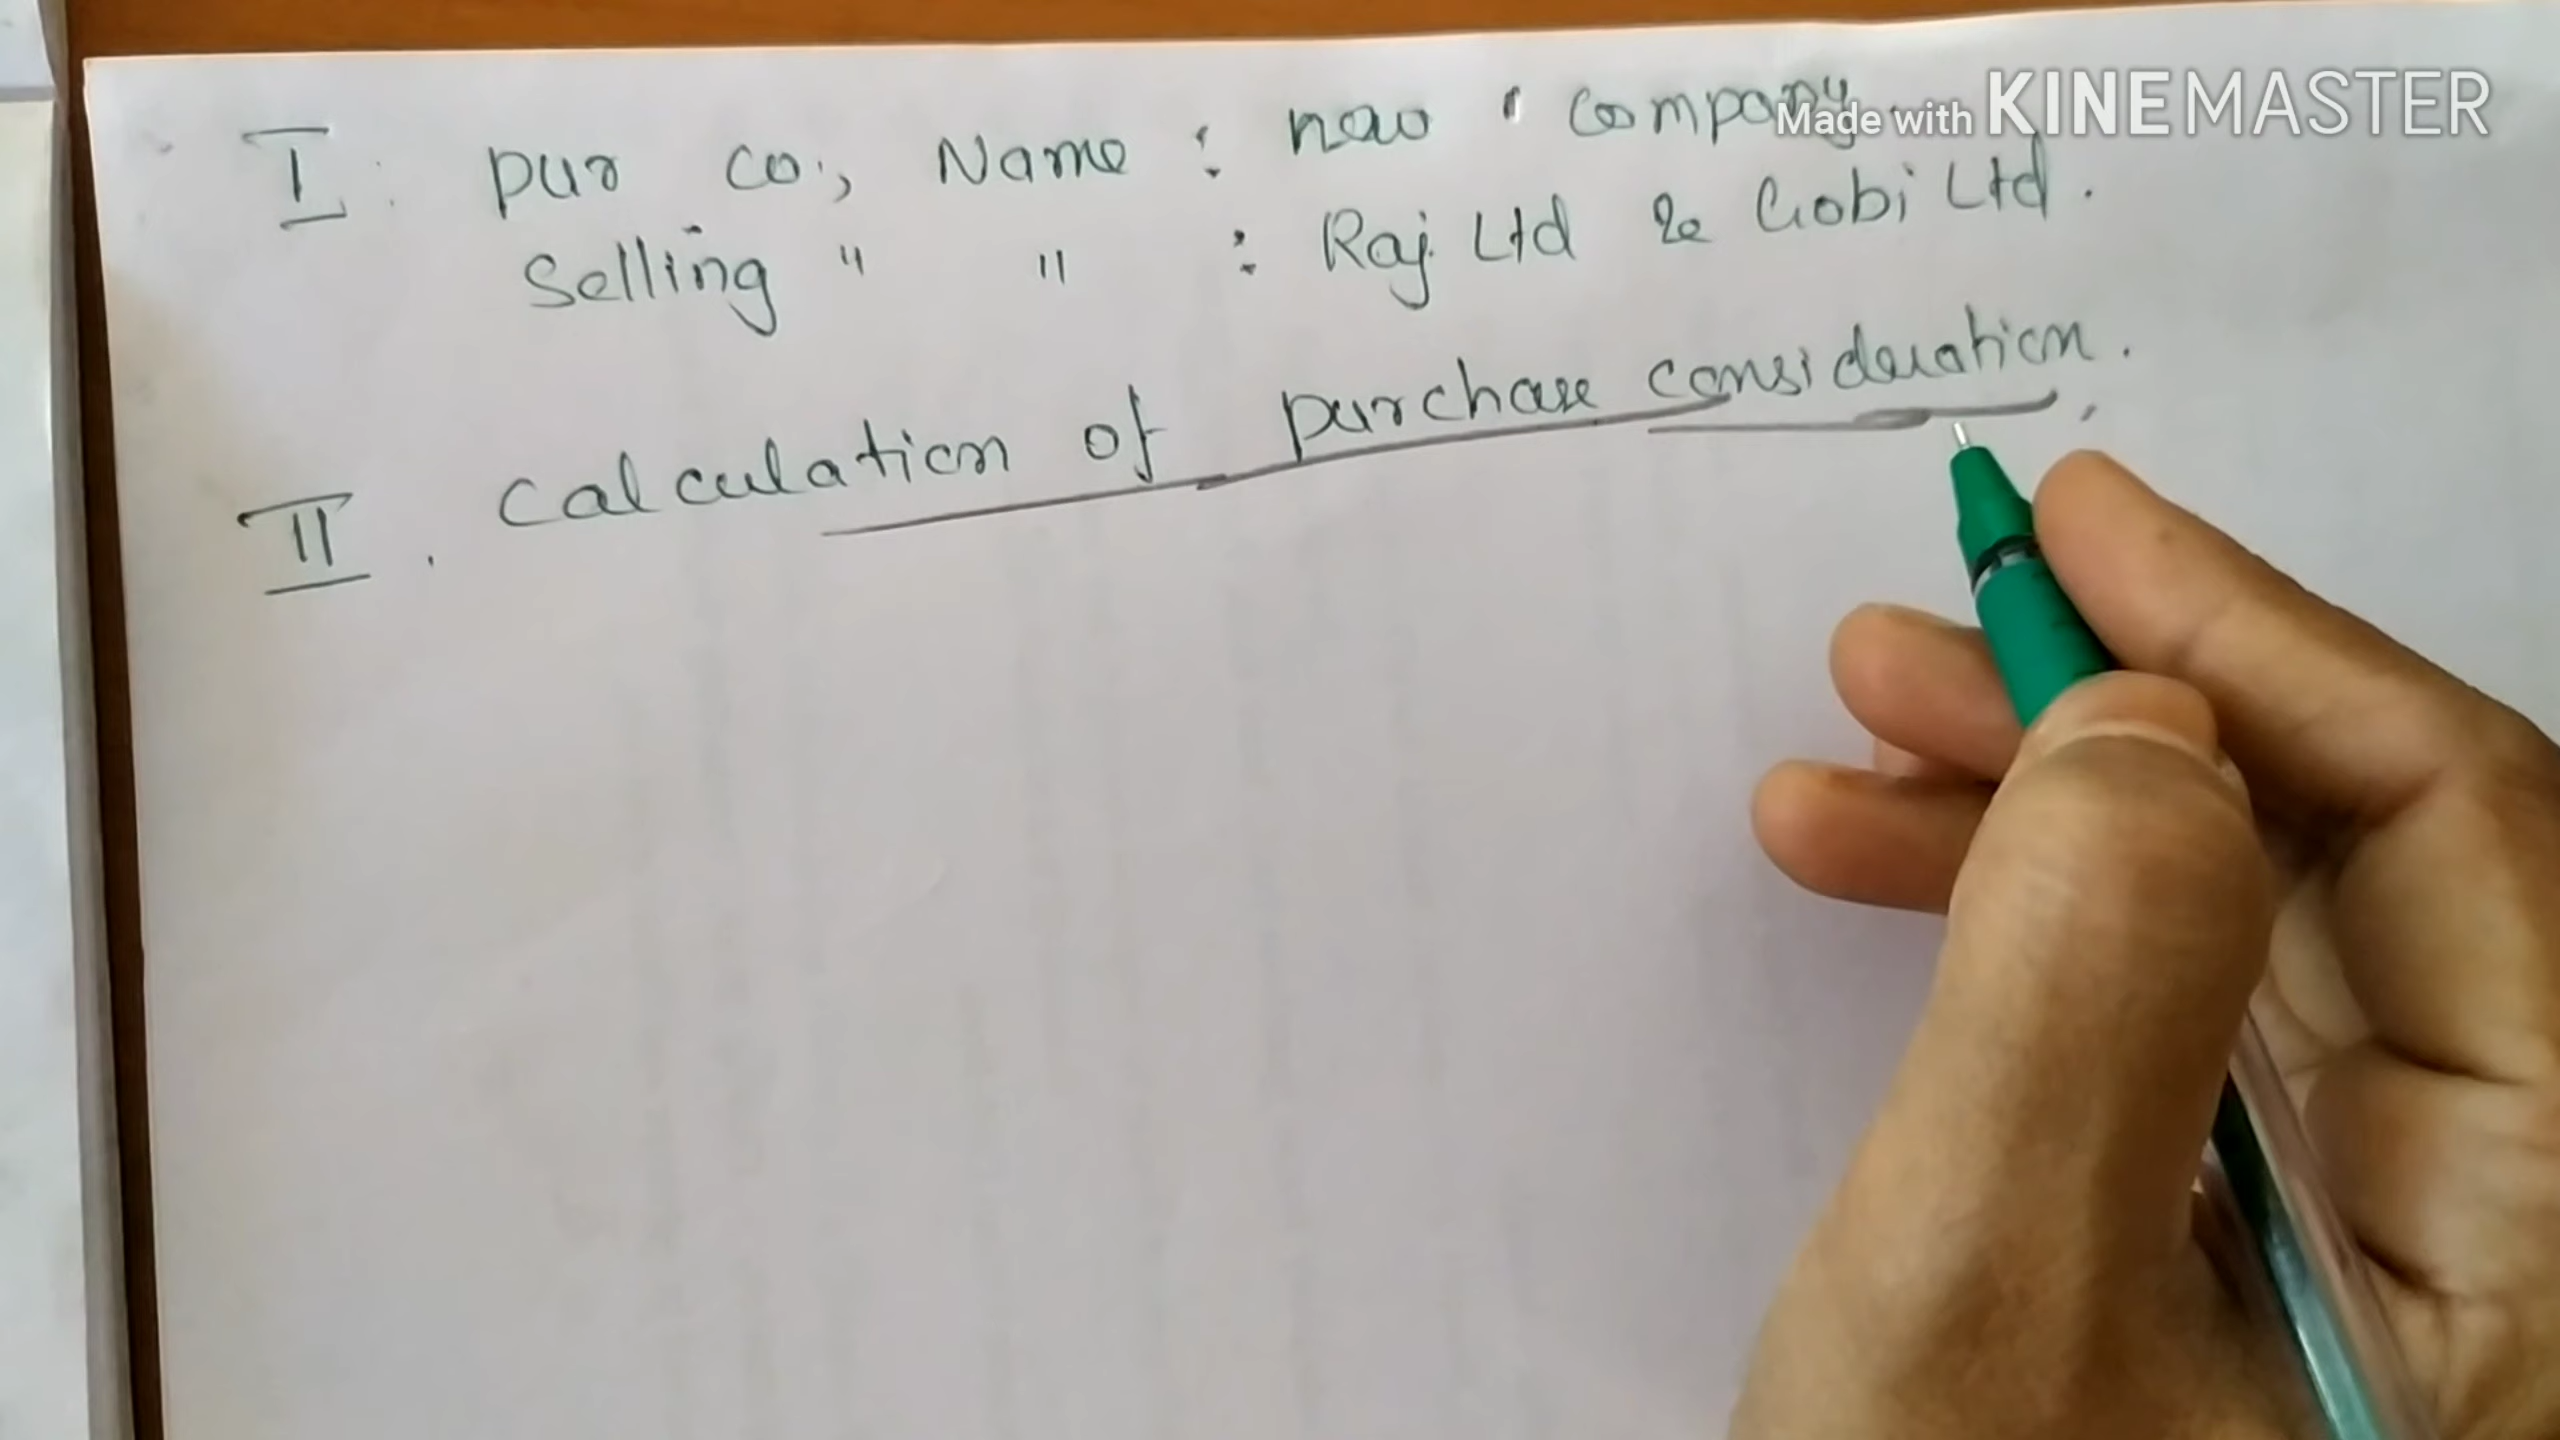 I. Pur Co., Name : new Company
Made with KINEMASTER
Selling " " : Raj Ltd & Gobi Ltd.
II. Calculation of purchase consideration.